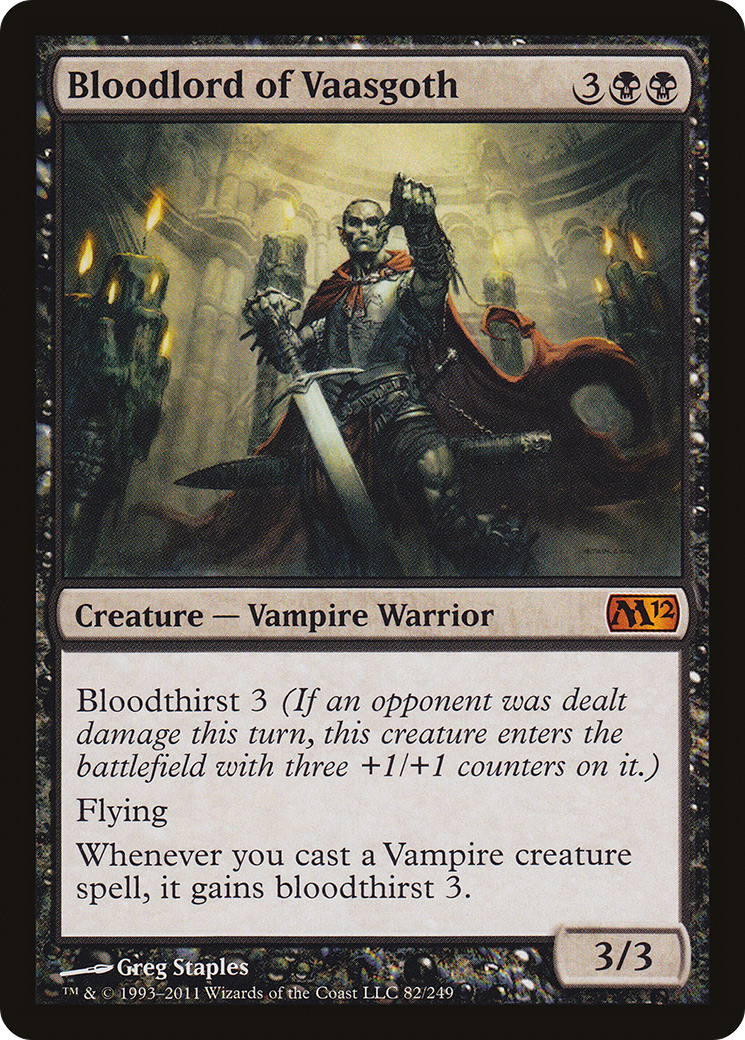 Bloodlord of Vaasgoth 3
Creature — Vampire Warrior M12
Bloodthirst 3 (If an opponent was dealt
damage this turn, this creature enters the
battlefield with three +1/+1 counters on it.)
Flying
Whenever you cast a Vampire creature
spell, it gains bloodthirst 3.
3/3
Greg Staples
™ & © 1993–2011 Wizards of the Coast LLC 82/249